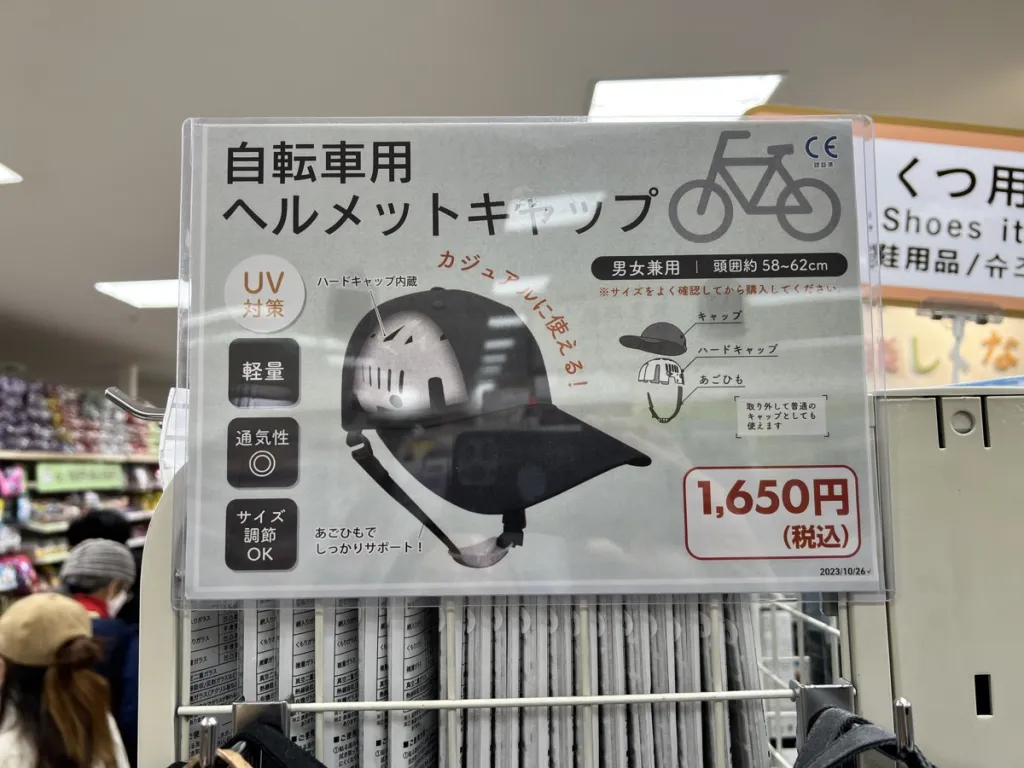 自転車用
ヘルメットキャップ
CE
UV
対策
軽量
通気性
◎
サイズ
調節
OK
ハードキャップ内蔵
カジュアルに使える!
あごひもで
しっかりサポート!
男女兼用 | 頭囲約 58~62cm
※サイズをよく確認してから購入してください
キャップ
ハードキャップ
あごひも
取り外して普通の
キャップとしても
使えます
1,650円
(税込)
2023/10/26
くつ用
Shoes it
鞋用品/슈즈